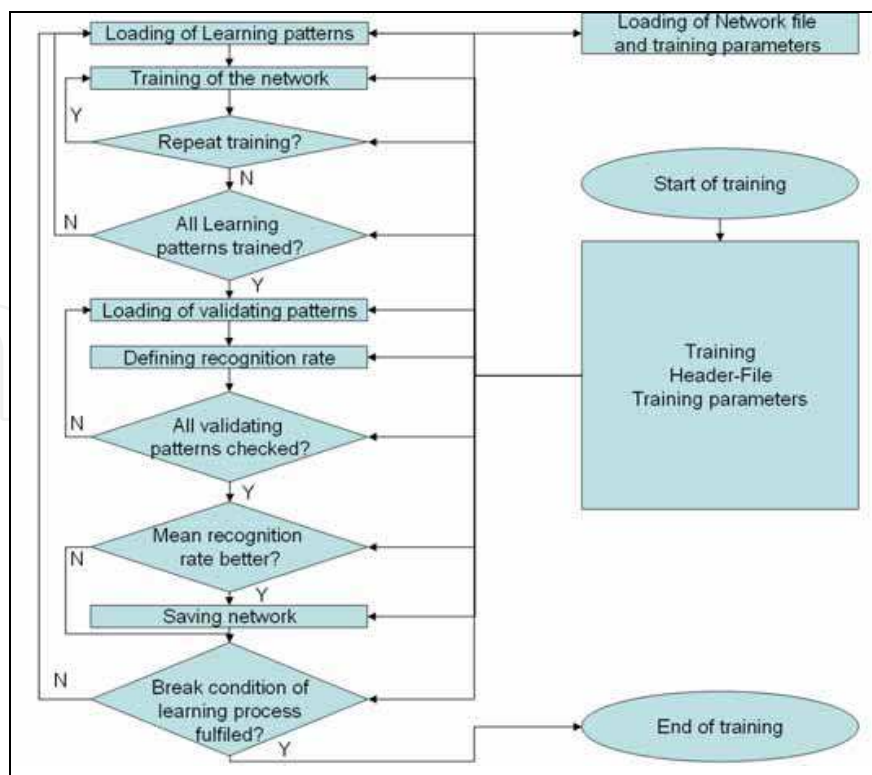 Loading of Learning patterns
Training of the network
Y
Repeat training?
N
N
All Learning
patterns trained?
Y
Loading of validating patterns
Defining recognition rate
N
All validating
patterns checked?
Y
Mean recognition
rate better?
N
Y
Saving network
N
Break condition of
learning process
fulfiled?
Y
Loading of Network file
and training parameters
Start of training
Training
Header-File
Training parameters
End of training